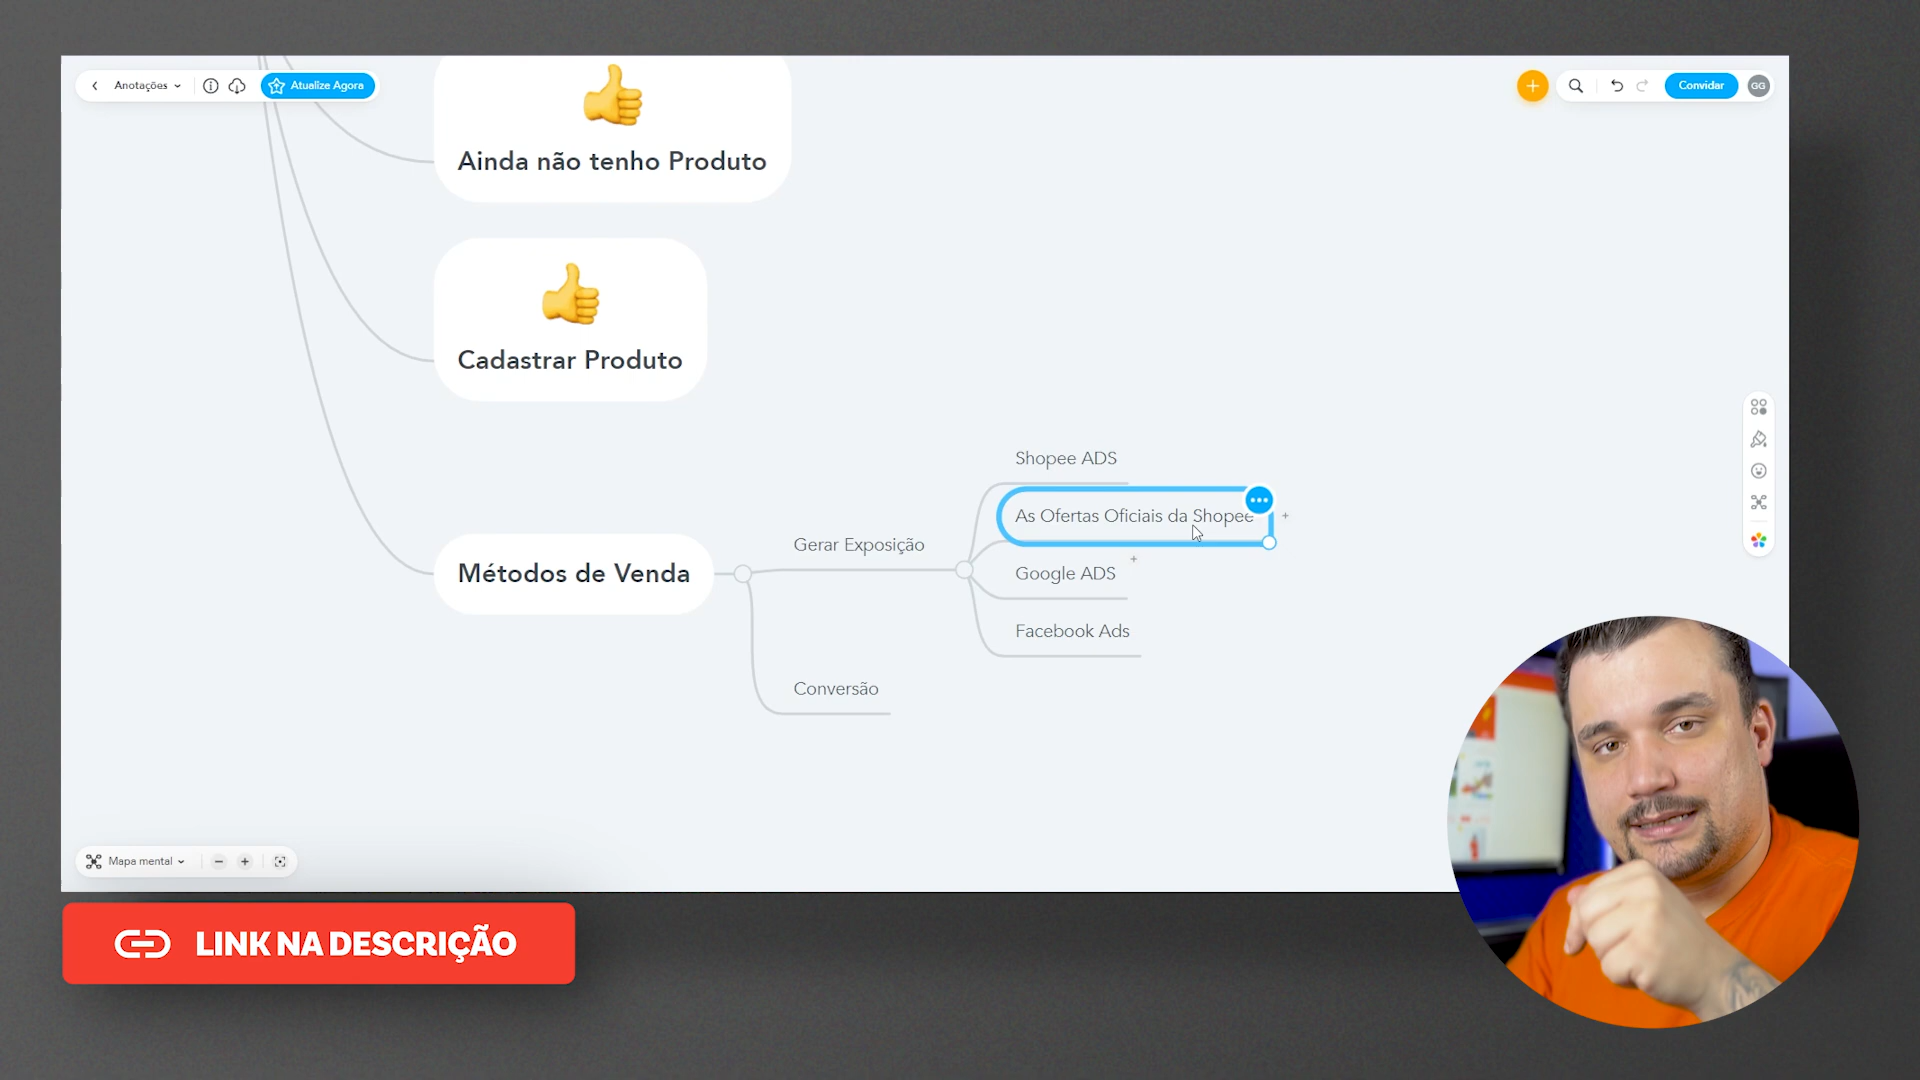 Anotações
Atualize Agora
Convidar
GG
Ainda não tenho Produto
Cadastrar Produto
Métodos de Venda
Gerar Exposição
Shopee ADS
As Ofertas Oficiais da Shopee
Google ADS
Facebook Ads
Conversão
Mapa mental
LINK NA DESCRIÇÃO